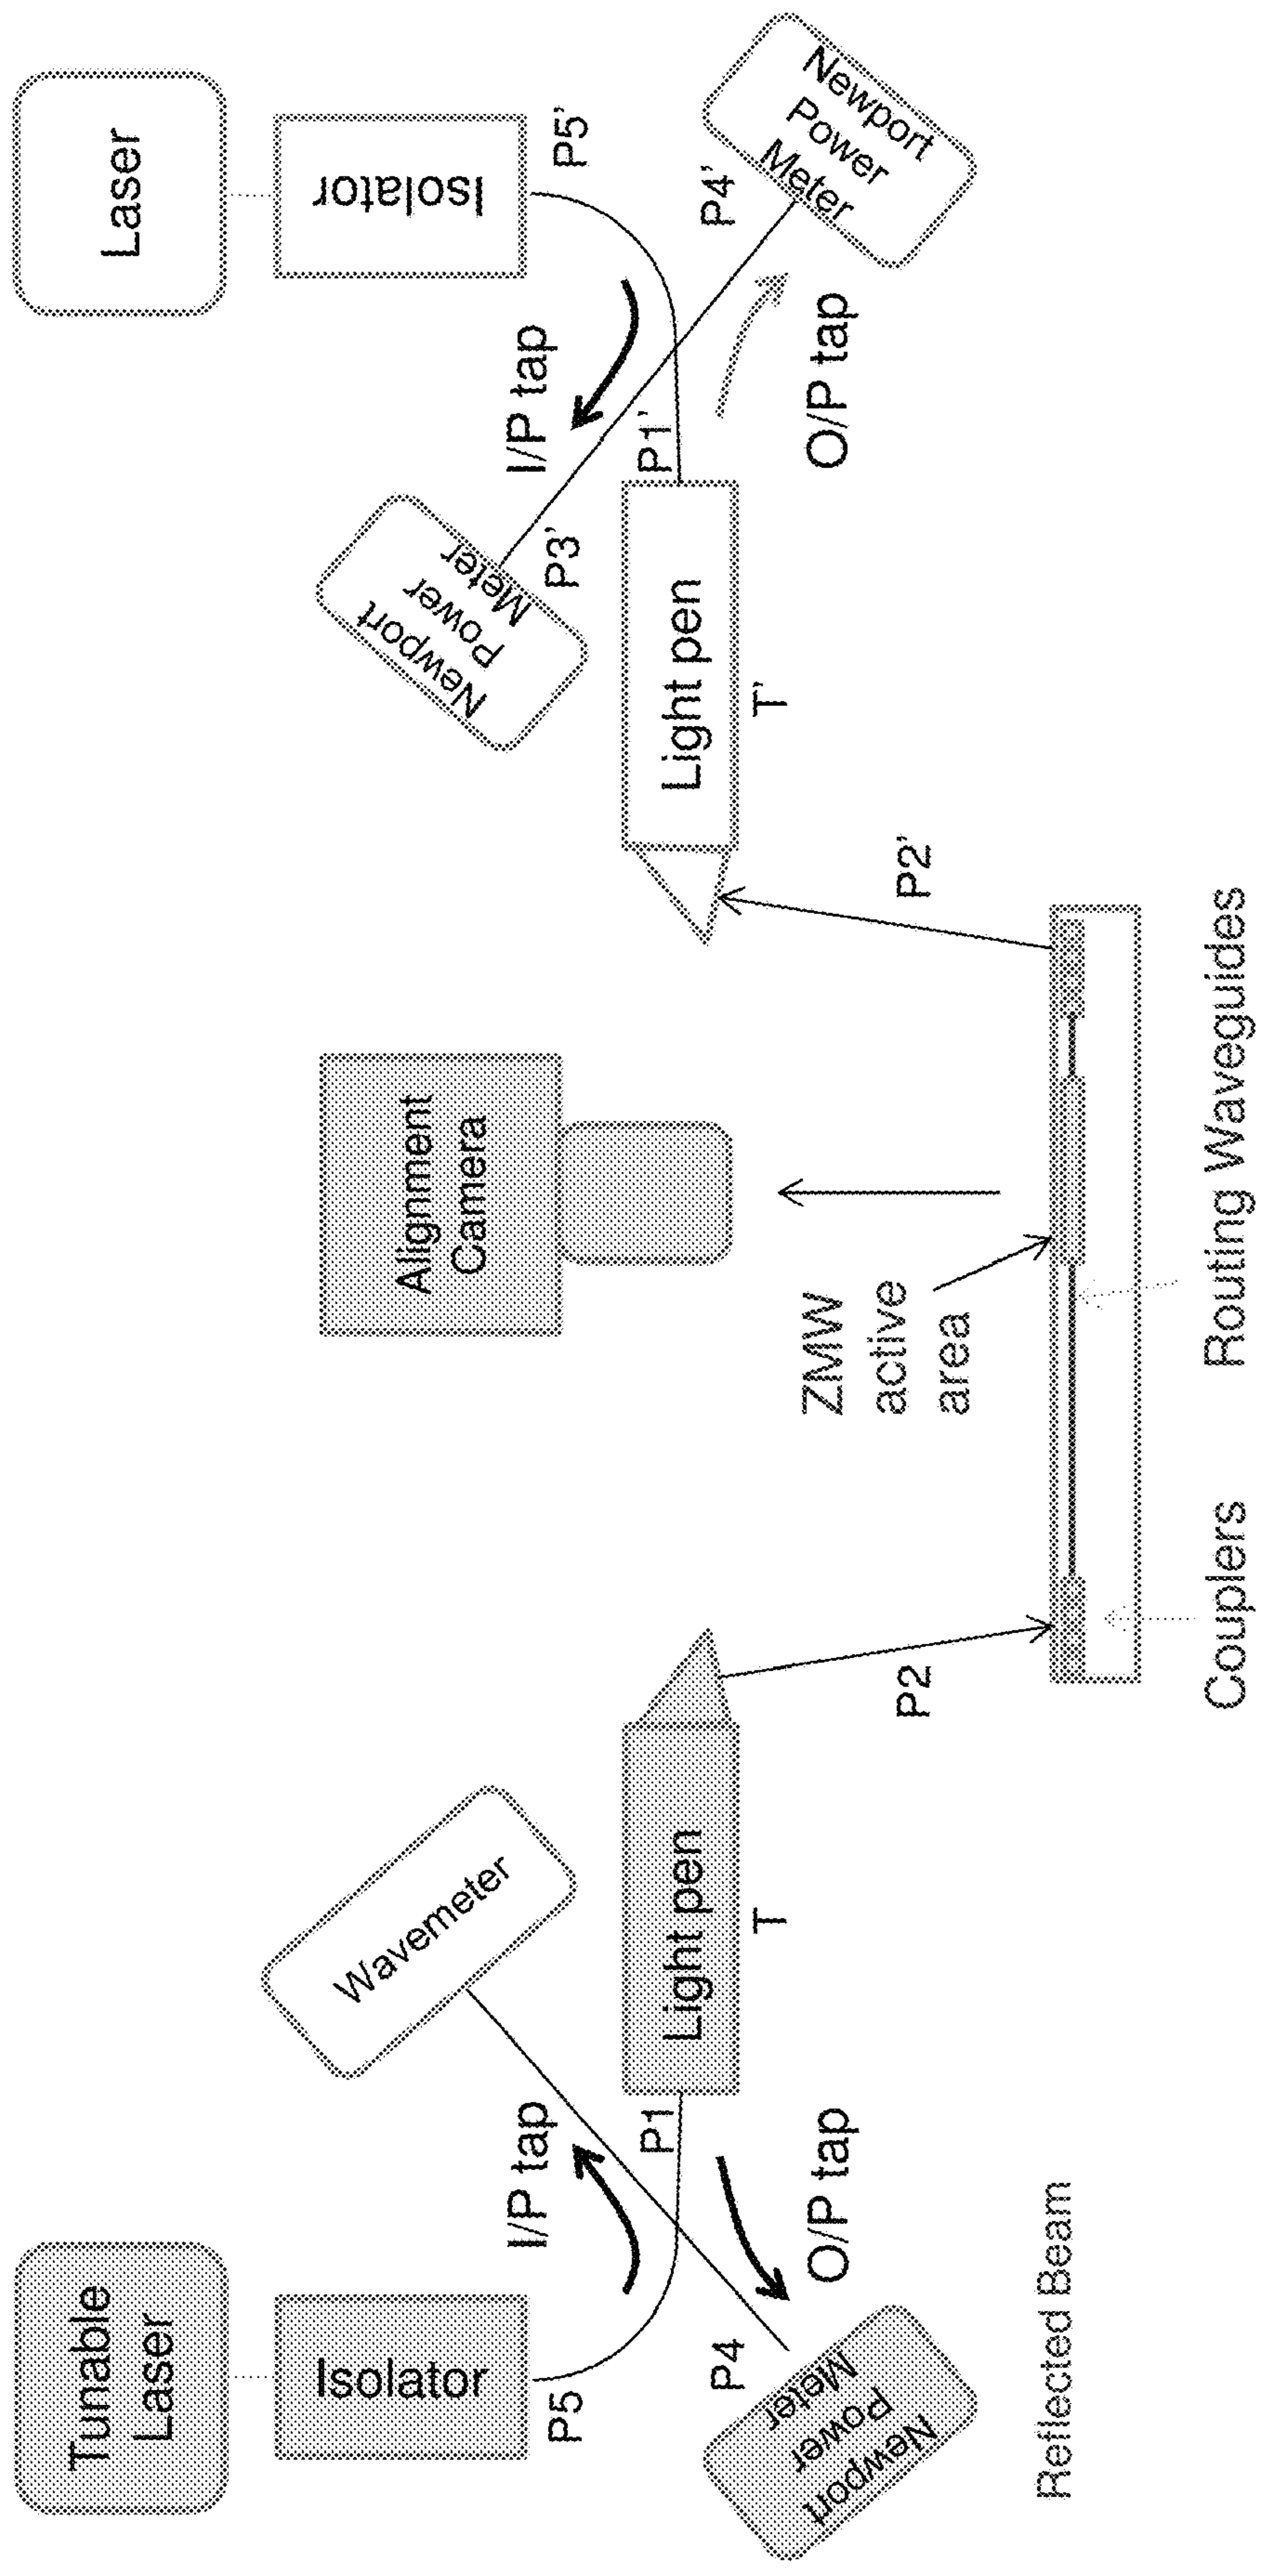 Tunable
Laser
Isolator
P5
I/P tap
Wavemeter
P1
Light pen
T
O/P tap
P4
Newport
Power
Meter
Reflected Beam
P2
Alignment
Camera
ZMW
active
area
Couplers
Routing Waveguides
P2'
Light pen
T'
Newport
Power
Meter
P3'
I/P tap
P1'
Laser
Isolator
P5'
P4'
O/P tap
Newport
Power
Meter